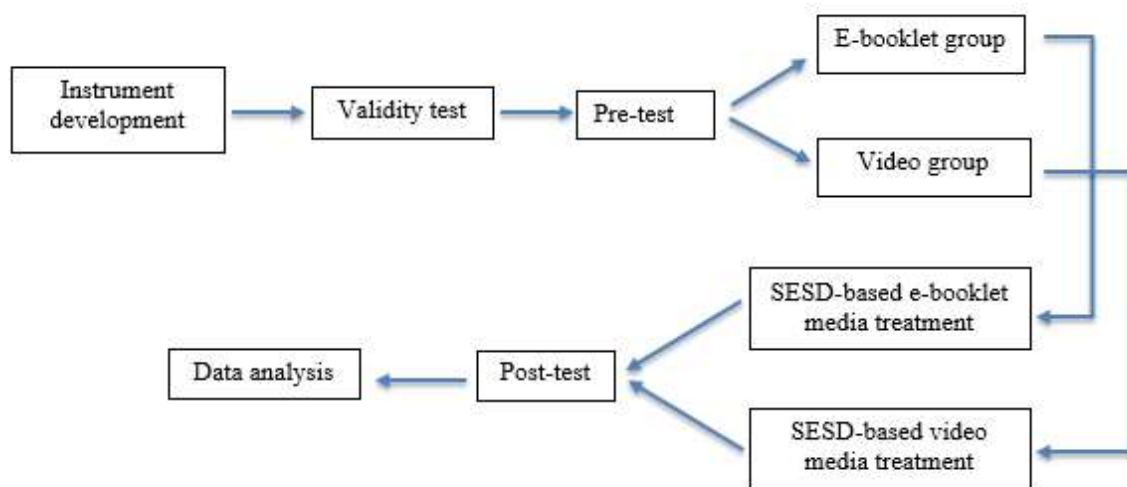 Instrument
development
Validity test
Pre-test
E-booklet group
Video group
SESD-based e-booklet
media treatment
SESD-based video
media treatment
Post-test
Data analysis